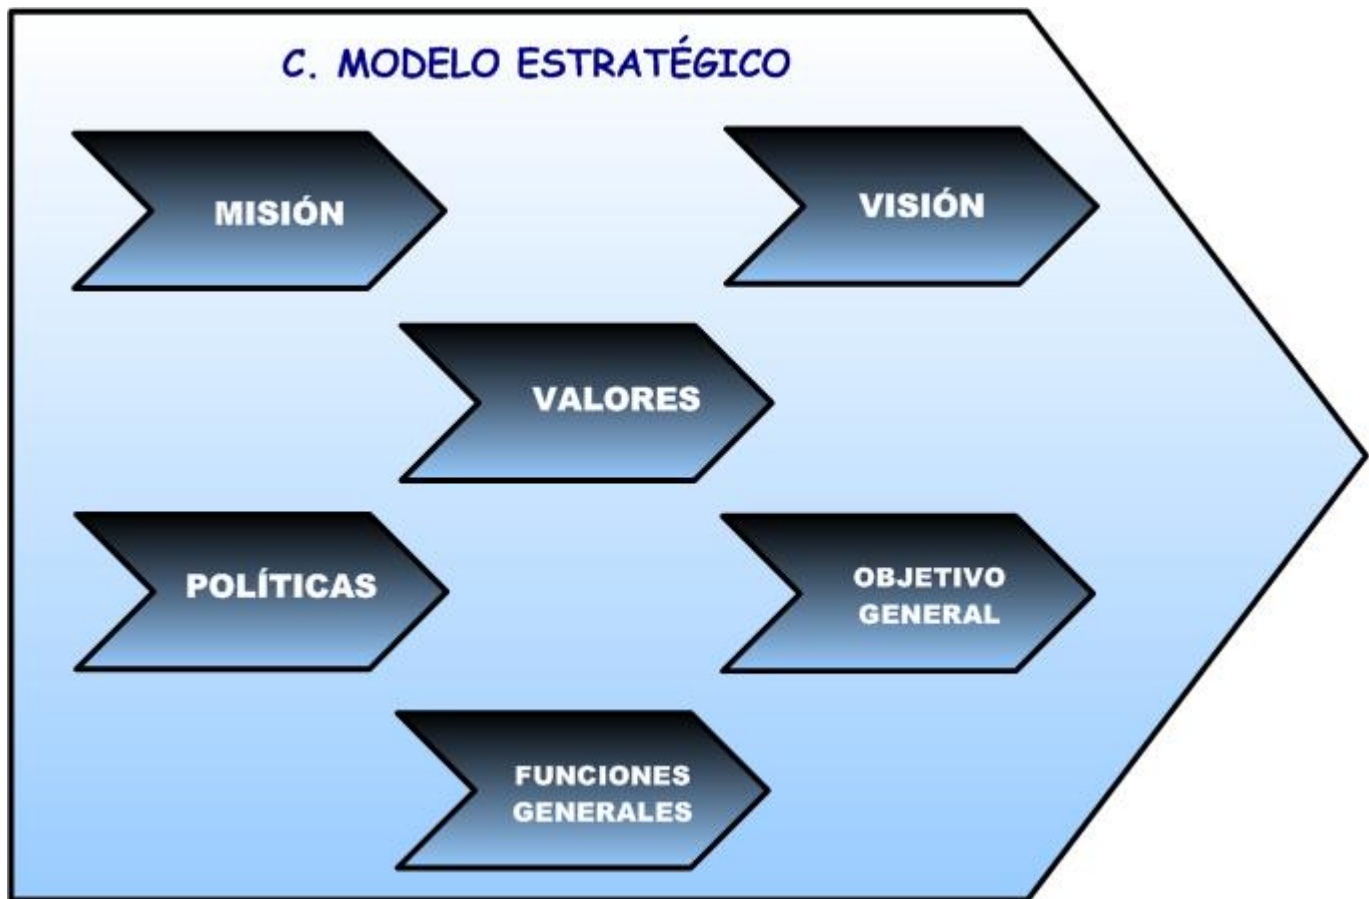 C. MODELO ESTRATÉGICO
MISIÓN
VISIÓN
VALORES
POLÍTICAS
OBJETIVO
GENERAL
FUNCIONES
GENERALES